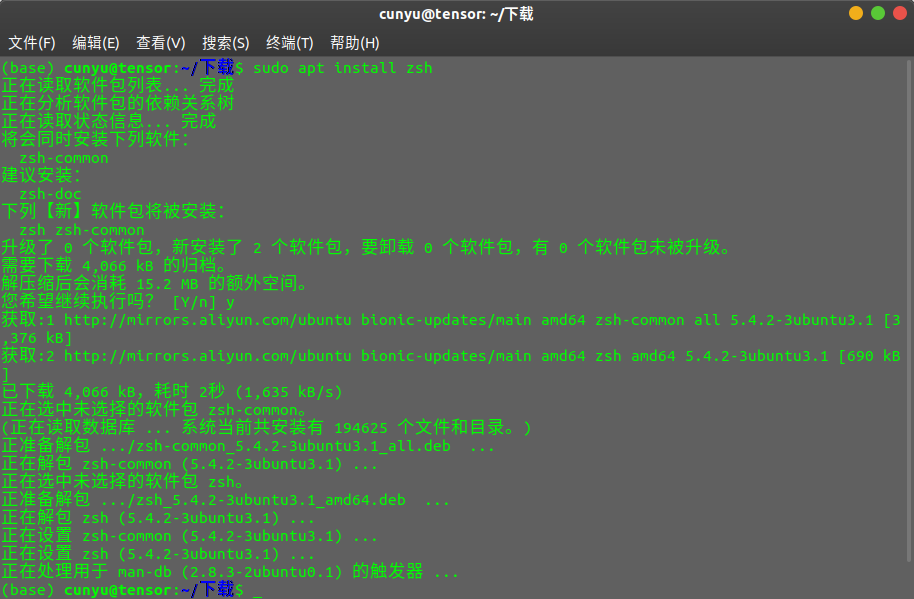 cunyu@tensor: ~/下载
文件(F) 编辑(E) 查看(V) 搜索(S) 终端(T) 帮助(H)
(base) cunyu@tensor:~/下载$ sudo apt install zsh
正在读取软件包列表... 完成
正在分析软件包的依赖关系树
正在读取状态信息... 完成
将会同时安装下列软件：
  zsh-common
建议安装：
  zsh-doc
下列【新】软件包将被安装：
  zsh zsh-common
升级了 0 个软件包，新安装了 2 个软件包，要卸载 0 个软件包，有 0 个软件包未被升级。
需要下载 4,066 kB 的归档。
解压缩后会消耗 15.2 MB 的额外空间。
您希望继续执行吗？ [Y/n] y
获取:1 http://mirrors.aliyun.com/ubuntu bionic-updates/main amd64 zsh-common all 5.4.2-3ubuntu3.1 [3
,376 kB]
获取:2 http://mirrors.aliyun.com/ubuntu bionic-updates/main amd64 zsh amd64 5.4.2-3ubuntu3.1 [690 kB
]
已下载 4,066 kB，耗时 2秒 (1,635 kB/s)
正在选中未选择的软件包 zsh-common。
(正在读取数据库 ... 系统当前共安装有 194625 个文件和目录。)
正准备解包 .../zsh-common_5.4.2-3ubuntu3.1_all.deb  ...
正在解包 zsh-common (5.4.2-3ubuntu3.1) ...
正在选中未选择的软件包 zsh。
正准备解包 .../zsh_5.4.2-3ubuntu3.1_amd64.deb  ...
正在解包 zsh (5.4.2-3ubuntu3.1) ...
正在设置 zsh-common (5.4.2-3ubuntu3.1) ...
正在设置 zsh (5.4.2-3ubuntu3.1) ...
正在处理用于 man-db (2.8.3-2ubuntu0.1) 的触发器 ...
(base) cunyu@tensor:~/下载$ _